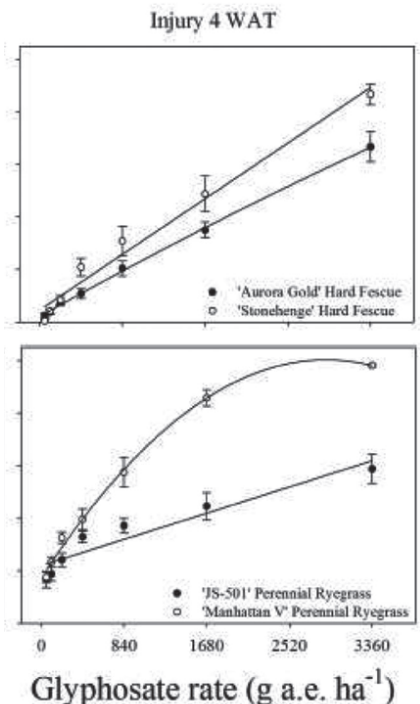 Injury 4 WAT
'Aurora Gold' Hard Fescue
'Stonehenge' Hard Fescue
'JS-501' Perennial Ryegrass
'Manhattan V' Perennial Ryegrass
0 840 1680 2520 3360
Glyphosate rate (g a.e. ha⁻¹)